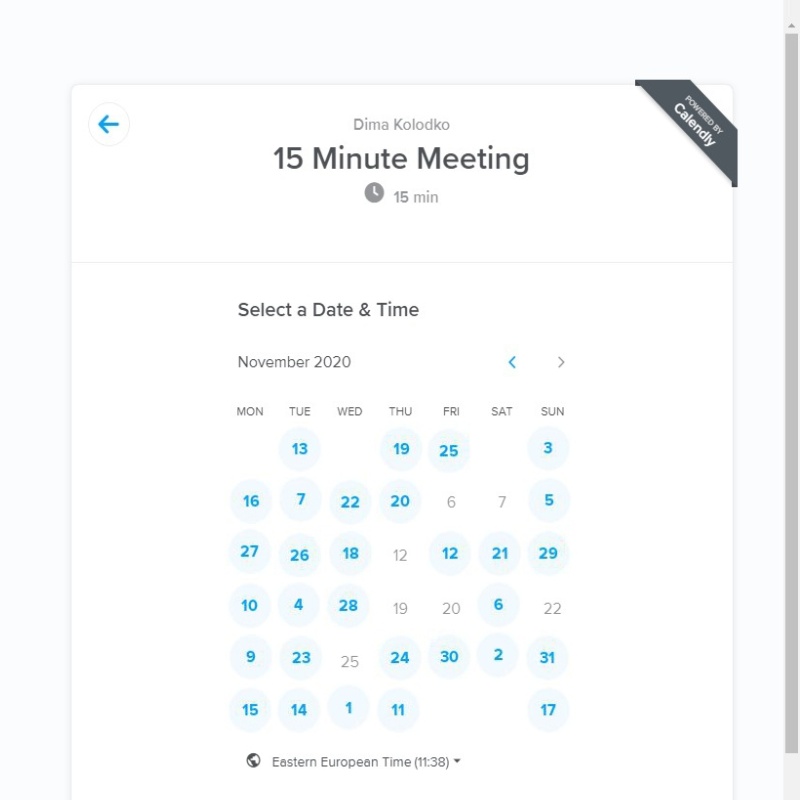 POWERED BY
Calendly
Dima Kolodko
15 Minute Meeting
15 min
Select a Date & Time
November 2020
MON TUE WED THU FRI SAT SUN
13 19 25 3
16 7 22 20 6 7 5
27 26 18 12 12 21 29
10 4 28 19 20 6 22
9 23 25 24 30 2 31
15 14 1 11 17
Eastern European Time (11:38)